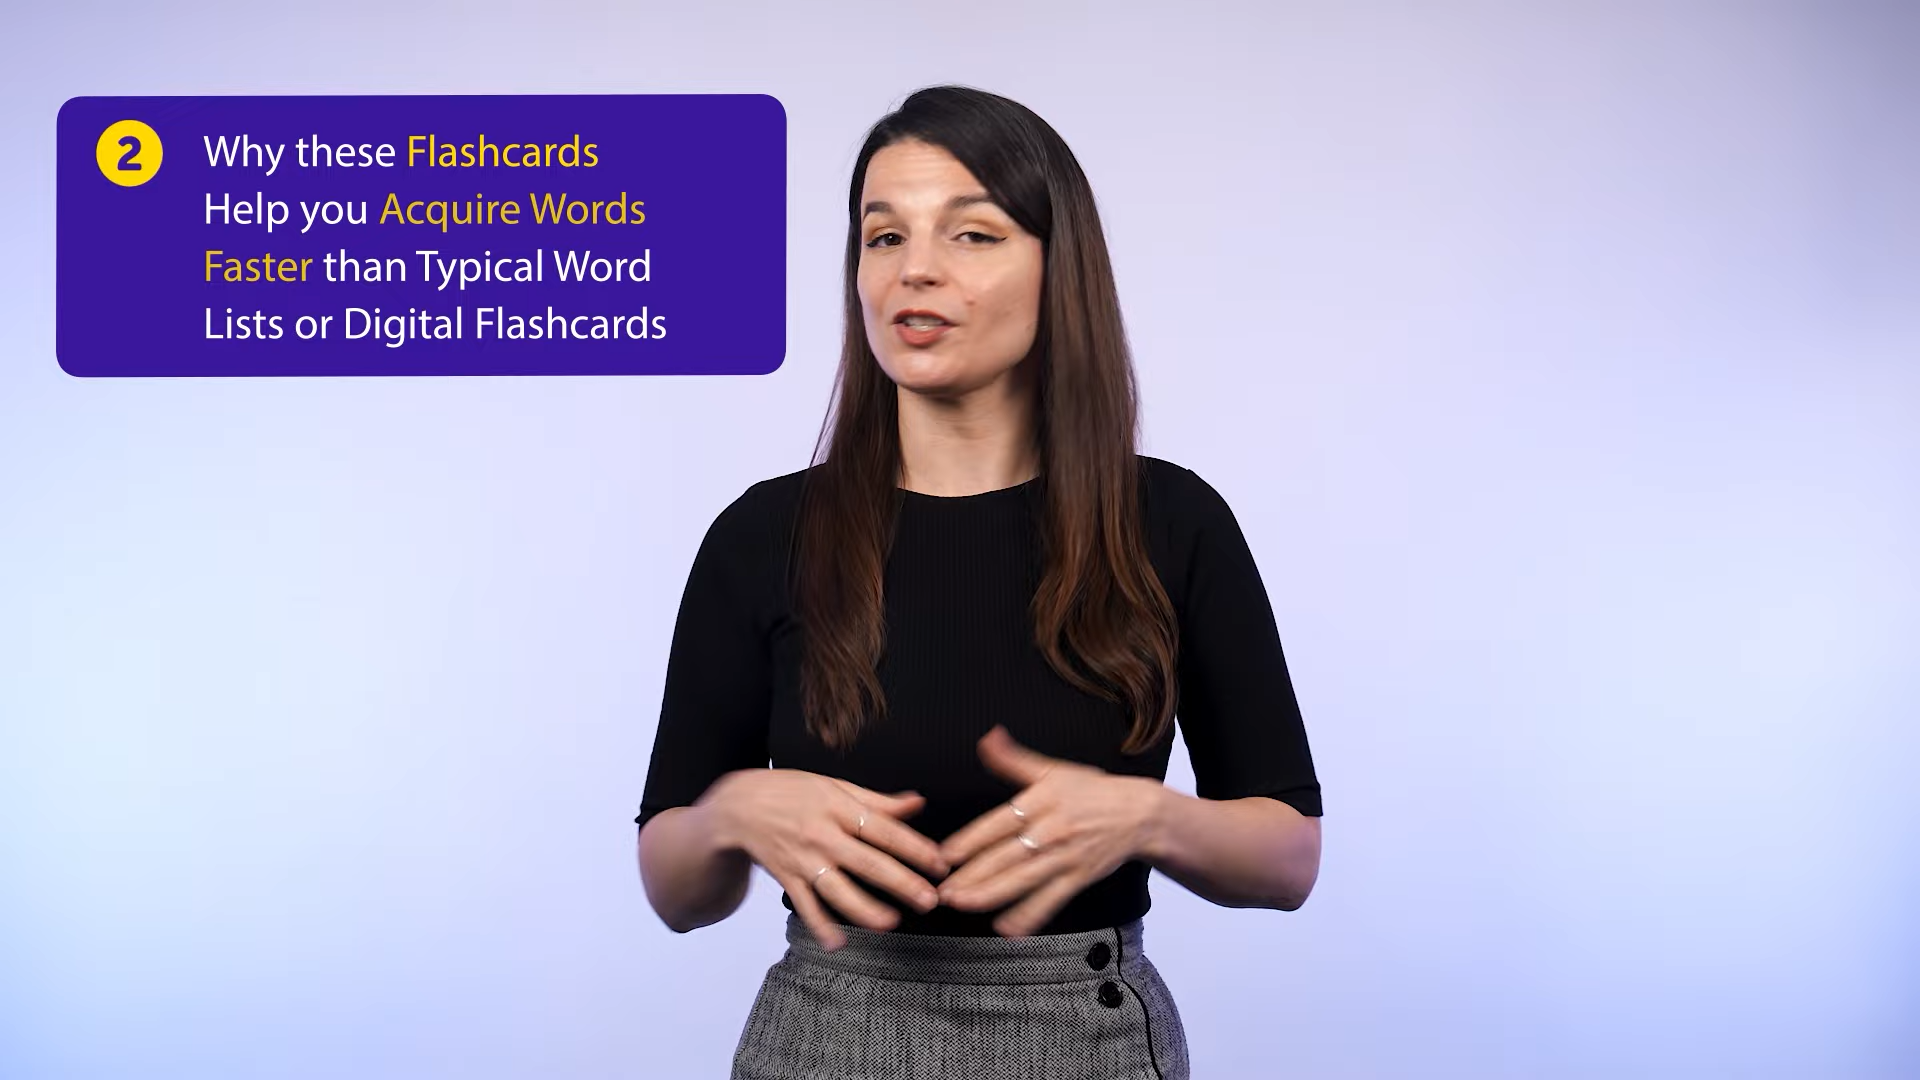 2 Why these Flashcards
Help you Acquire Words
Faster than Typical Word
Lists or Digital Flashcards